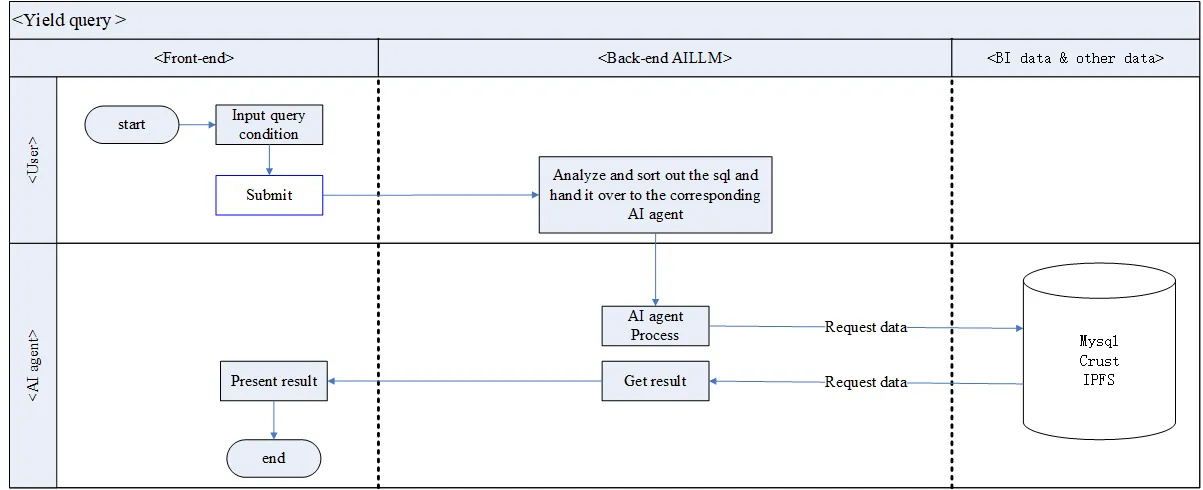 <Yield query >
<Front-end>
<Back-end AILLM>
<BI data & other data>
<User>
start
Input query
condition
Submit
Analyze and sort out the sql and
hand it over to the corresponding
AI agent
<AI agent>
AI agent
Process
Request data
Mysql
Crust
IPFS
Present result
Get result
Request data
end